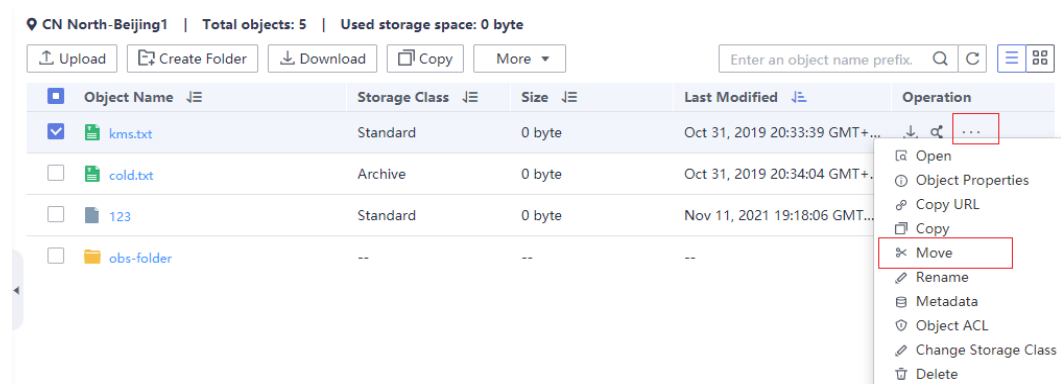 CN North-Beijing1 | Total objects: 5 | Used storage space: 0 byte
Upload Create Folder Download Copy More Enter an object name prefix.
Object Name Storage Class Size Last Modified Operation
kms.txt Standard 0 byte Oct 31, 2019 20:33:39 GMT+... ...
cold.txt Archive 0 byte Oct 31, 2019 20:34:04 GMT+.
123 Standard 0 byte Nov 11, 2021 19:18:06 GMT...
obs-folder -- -- --
Open
Object Properties
Copy URL
Copy
Move
Rename
Metadata
Object ACL
Change Storage Class
Delete